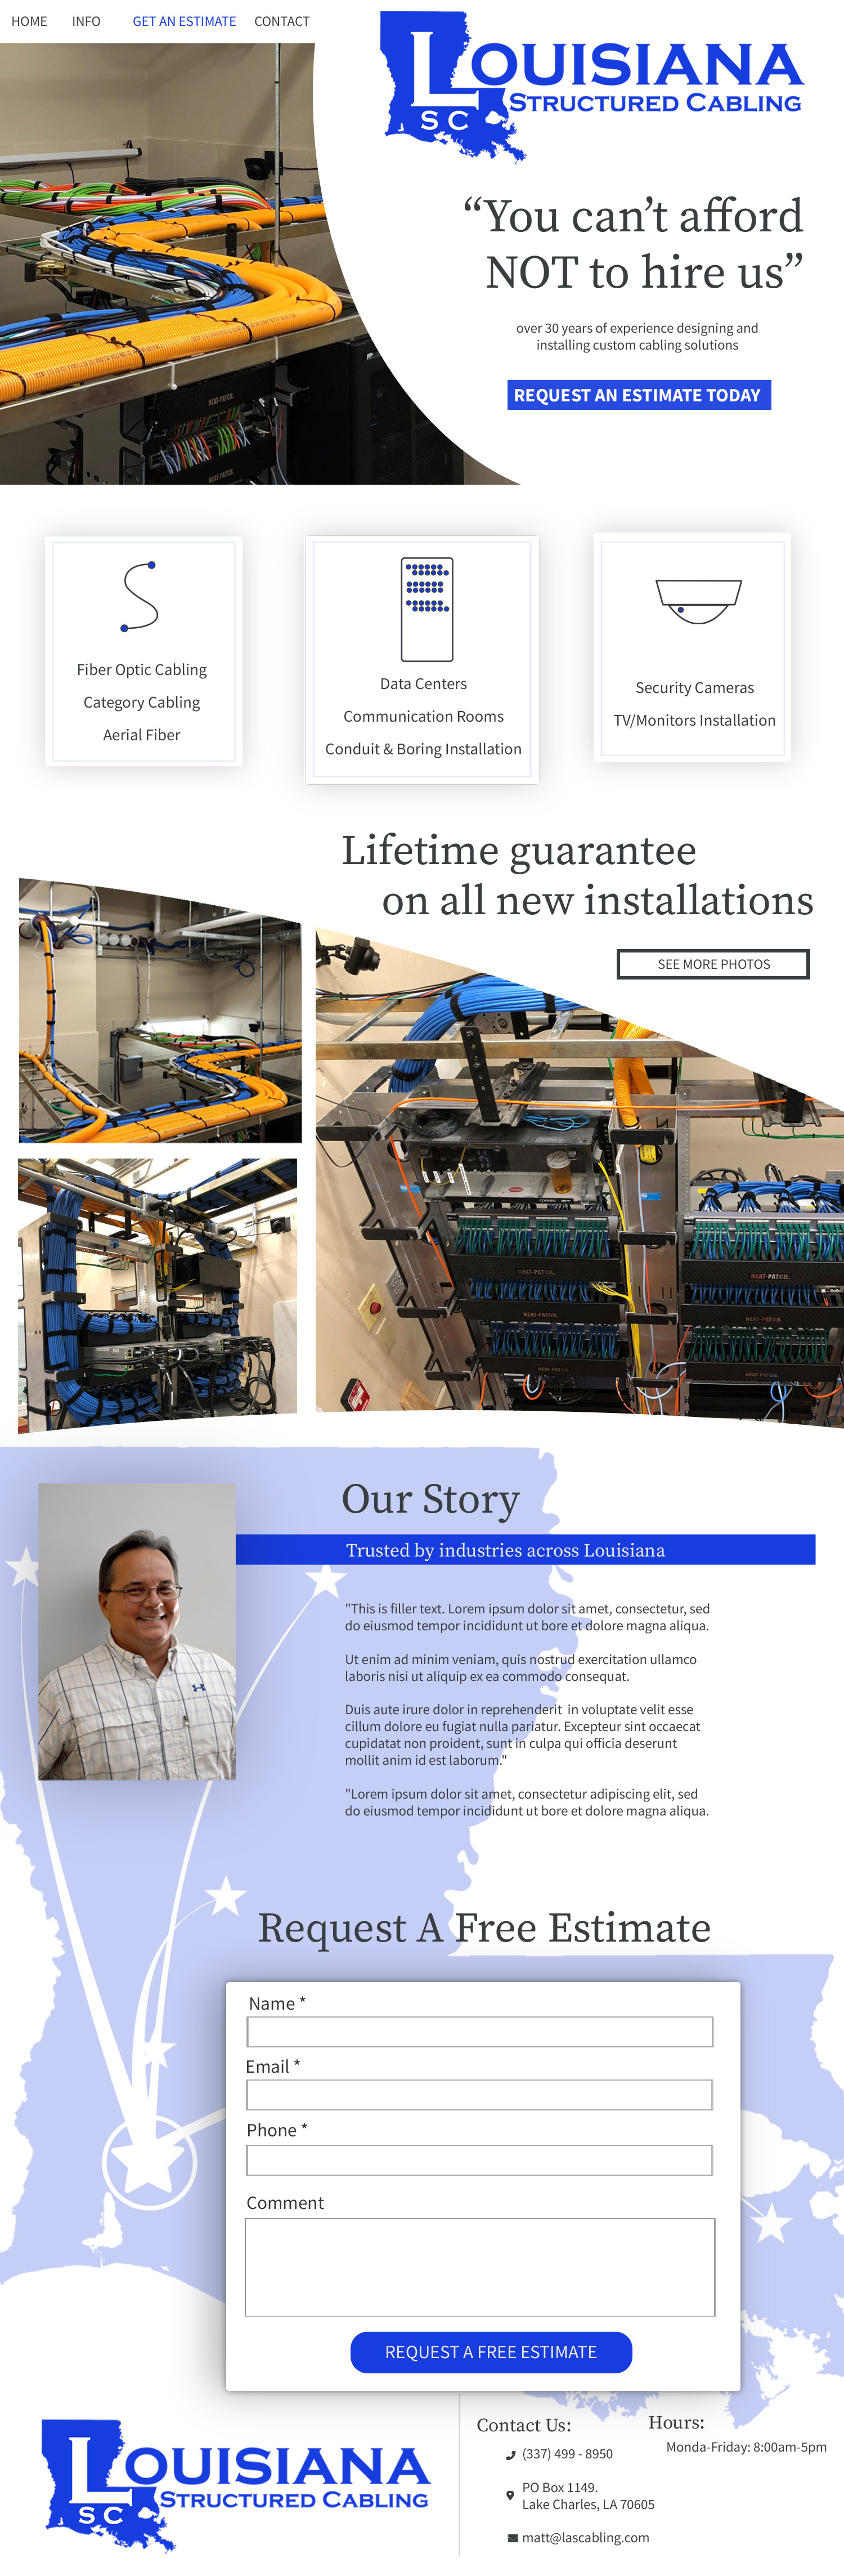 HOME INFO GET AN ESTIMATE CONTACT
LOUISIANA
STRUCTURED CABLING
SC
“You can’t afford
NOT to hire us”
over 30 years of experience designing and
installing custom cabling solutions
REQUEST AN ESTIMATE TODAY
Fiber Optic Cabling
Category Cabling
Aerial Fiber
Data Centers
Communication Rooms
Conduit & Boring Installation
Security Cameras
TV/Monitors Installation
Lifetime guarantee
on all new installations
SEE MORE PHOTOS
NEAT-PATCH.
NEAT-PATCH.
NEAT-PATCH.
Our Story
Trusted by industries across Louisiana
"This is filler text. Lorem ipsum dolor sit amet, consectetur, sed
do eiusmod tempor incididunt ut bore et dolore magna aliqua.
Ut enim ad minim veniam, quis nostrud exercitation ullamco
laboris nisi ut aliquip ex ea commodo consequat.
Duis aute irure dolor in reprehenderit in voluptate velit esse
cillum dolore eu fugiat nulla pariatur. Excepteur sint occaecat
cupidatat non proident, sunt in culpa qui officia deserunt
mollit anim id est laborum."
"Lorem ipsum dolor sit amet, consectetur adipiscing elit, sed
do eiusmod tempor incididunt ut bore et dolore magna aliqua.
Request A Free Estimate
Name *
Email *
Phone *
Comment
REQUEST A FREE ESTIMATE
LOUISIANA
STRUCTURED CABLING
SC
Contact Us:
(337) 499 - 8950
PO Box 1149.
Lake Charles, LA 70605
matt@lascabling.com
Hours:
Monda-Friday: 8:00am-5pm